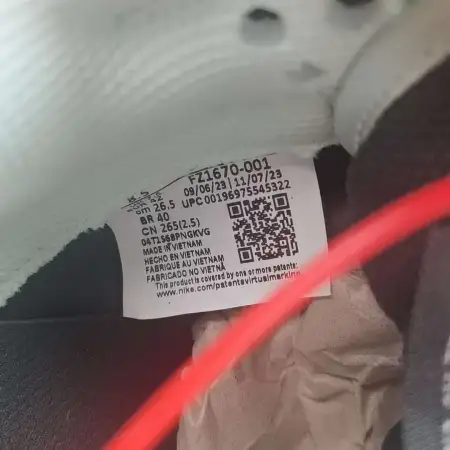 FZ1670-001
09/06/23 | 11/07/23
26.5 UPC 00196975545322
BR 40
CN 265(2.5)
MADE IN VIETNAM
HECHO EN VIETNAM
FABRIQUE AU VIETNAM
FABRICADO NO VIETNÃ
This product is covered by one or more patents:
www.nike.com/patentsvirtualmarking